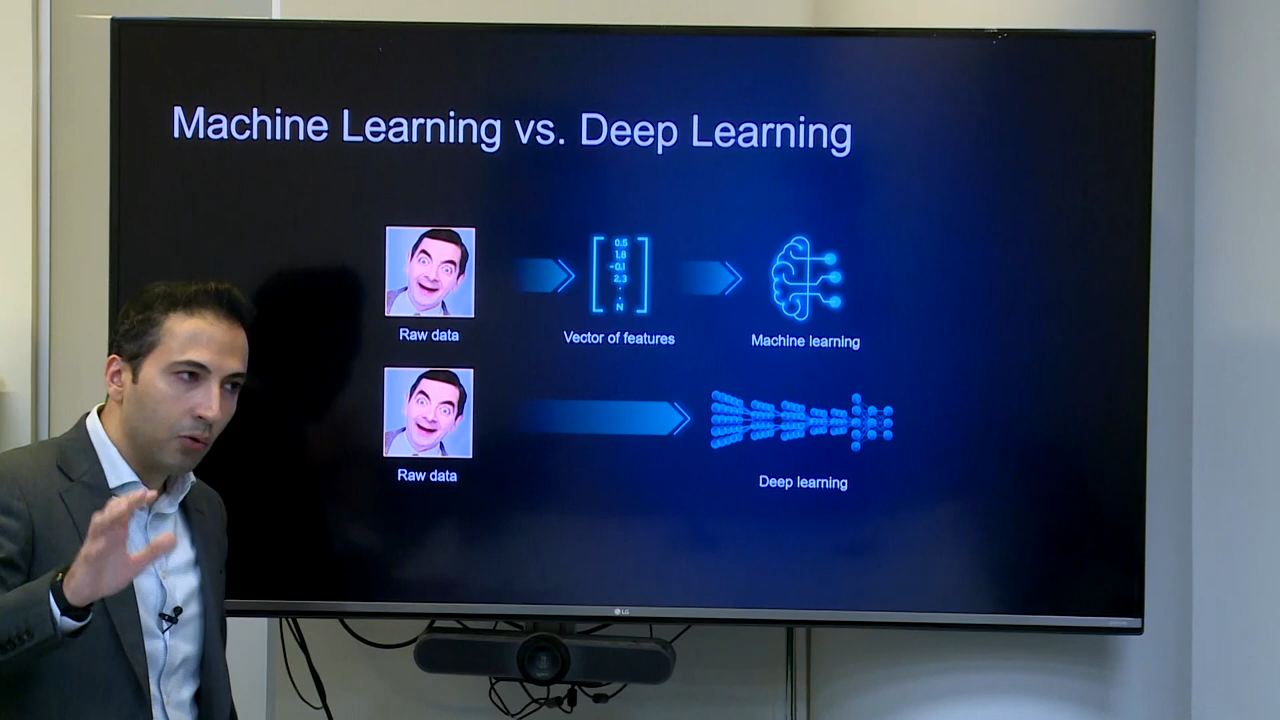 Machine Learning vs. Deep Learning
0.5
1.0
-0.1
2.3
N
Raw data
Vector of features
Machine learning
Raw data
Deep learning
LG